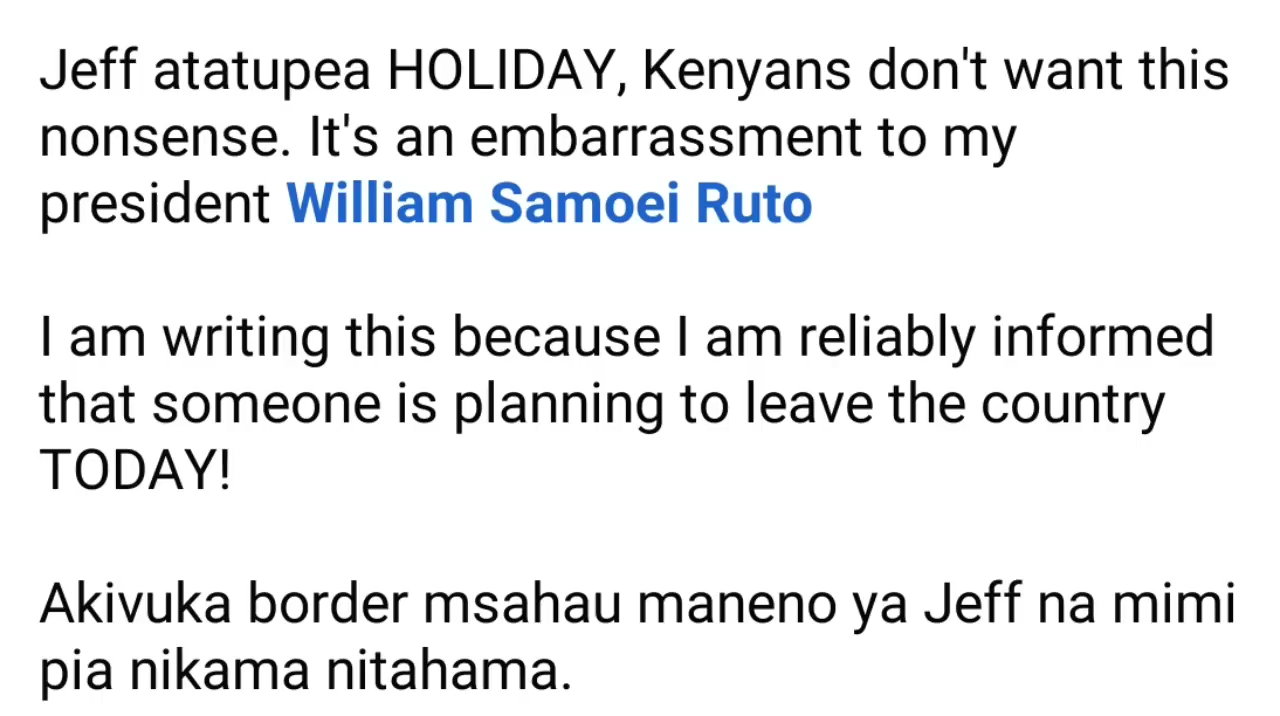 Jeff atatupea HOLIDAY, Kenyans don't want this
nonsense. It's an embarrassment to my
president William Samoei Ruto
I am writing this because I am reliably informed
that someone is planning to leave the country
TODAY!
Akivuka border msahau maneno ya Jeff na mimi
pia nikama nitahama.